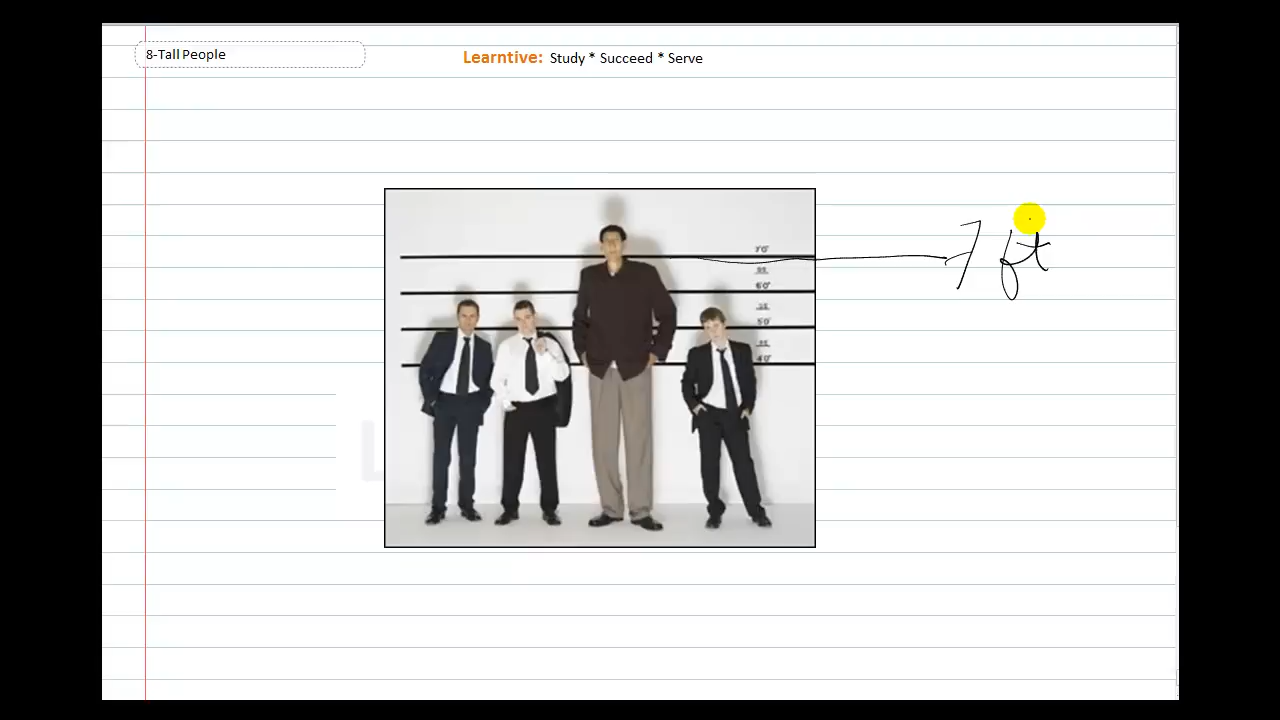 8-Tall People
Learntive: Study * Succeed * Serve
7'0"
6'0"
5'0"
4'0"
7 ft